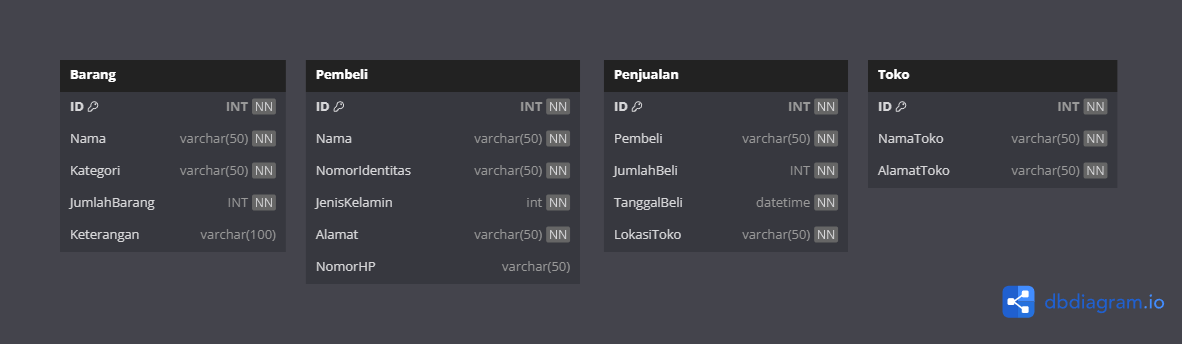 Barang
ID INT NN
Nama varchar(50) NN
Kategori varchar(50) NN
JumlahBarang INT NN
Keterangan varchar(100)
Pembeli
ID INT NN
Nama varchar(50) NN
NomorIdentitas varchar(50) NN
JenisKelamin int NN
Alamat varchar(50) NN
NomorHP varchar(50)
Penjualan
ID INT NN
Pembeli varchar(50) NN
JumlahBeli INT NN
TanggalBeli datetime NN
LokasiToko varchar(50) NN
Toko
ID INT NN
NamaToko varchar(50) NN
AlamatToko varchar(50) NN
dbdiagram.io